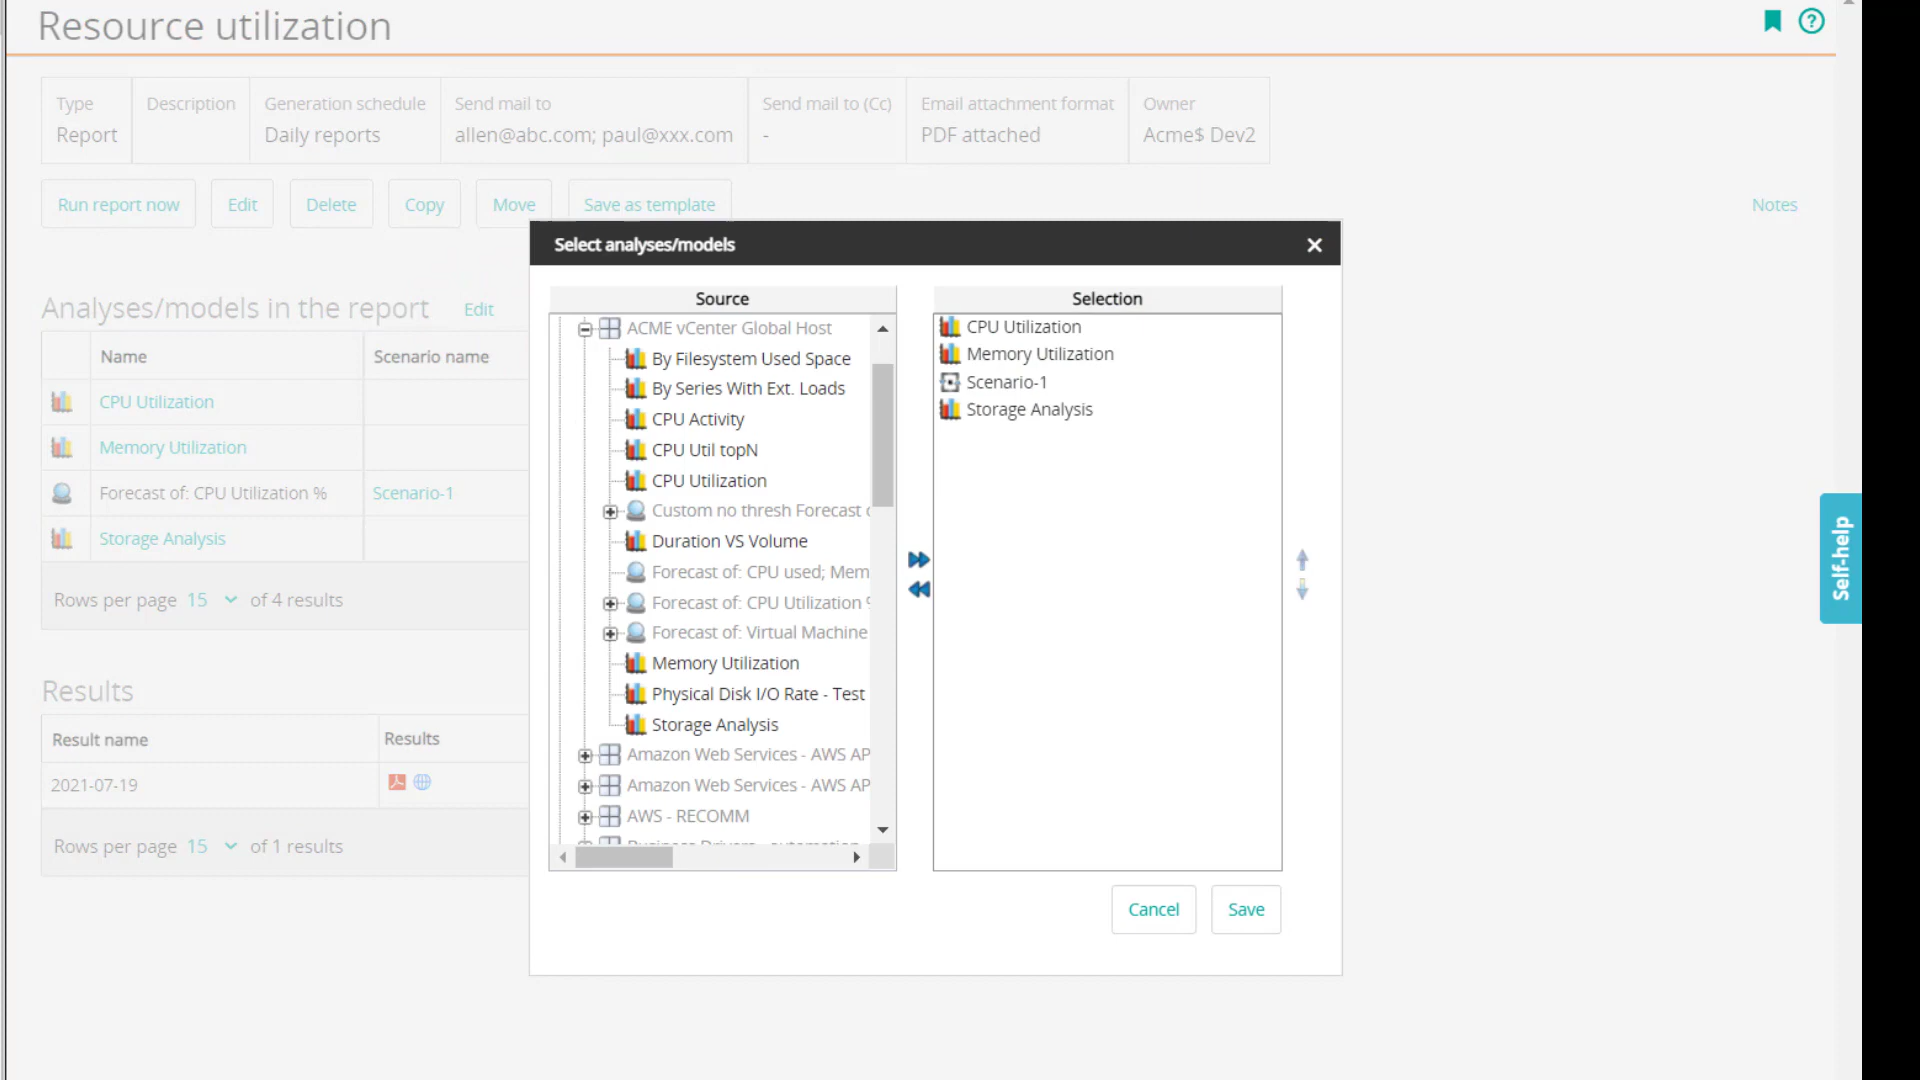 Resource utilization
Type
Report
Description
Generation schedule
Daily reports
Send mail to
allen@abc.com; paul@xxx.com
Send mail to (Cc)
-
Email attachment format
PDF attached
Owner
Acme$ Dev2
Run report now
Edit
Delete
Copy
Move
Save as template
Notes
Analyses/models in the report
Edit
Name
Scenario name
CPU Utilization
Memory Utilization
Forecast of: CPU Utilization %
Scenario-1
Storage Analysis
Rows per page 15 of 4 results
Results
Result name
Results
2021-07-19
Rows per page 15 of 1 results
Select analyses/models
Source
ACME vCenter Global Host
By Filesystem Used Space
By Series With Ext. Loads
CPU Activity
CPU Util topN
CPU Utilization
Custom no thresh Forecast
Duration VS Volume
Forecast of: CPU used; Mem
Forecast of: CPU Utilization
Forecast of: Virtual Machine
Memory Utilization
Physical Disk I/O Rate - Test
Storage Analysis
Amazon Web Services - AWS AP
Amazon Web Services - AWS AP
AWS - RECOMM
Selection
CPU Utilization
Memory Utilization
Scenario-1
Storage Analysis
Cancel
Save
Self-help